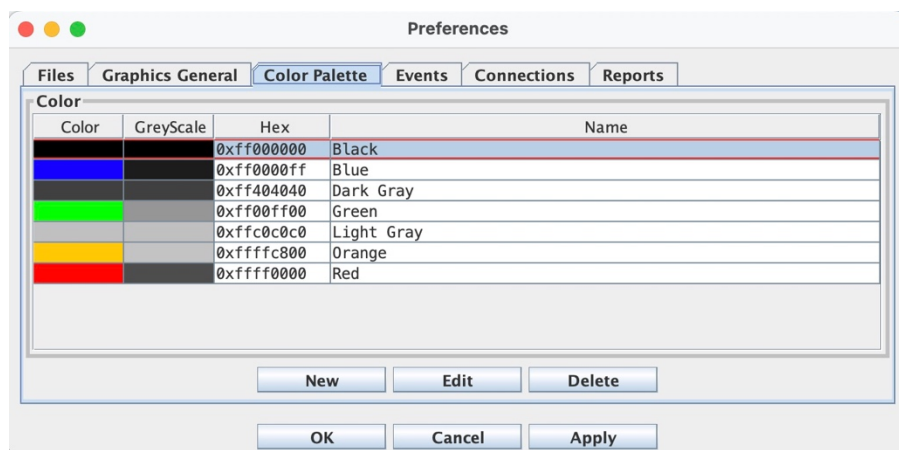 Preferences
Files Graphics General Color Palette Events Connections Reports
Color
Color GreyScale Hex Name
0xff000000 Black
0xff0000ff Blue
0xff404040 Dark Gray
0xff00ff00 Green
0xffc0c0c0 Light Gray
0xffffc800 Orange
0xffff0000 Red
New Edit Delete
OK Cancel Apply